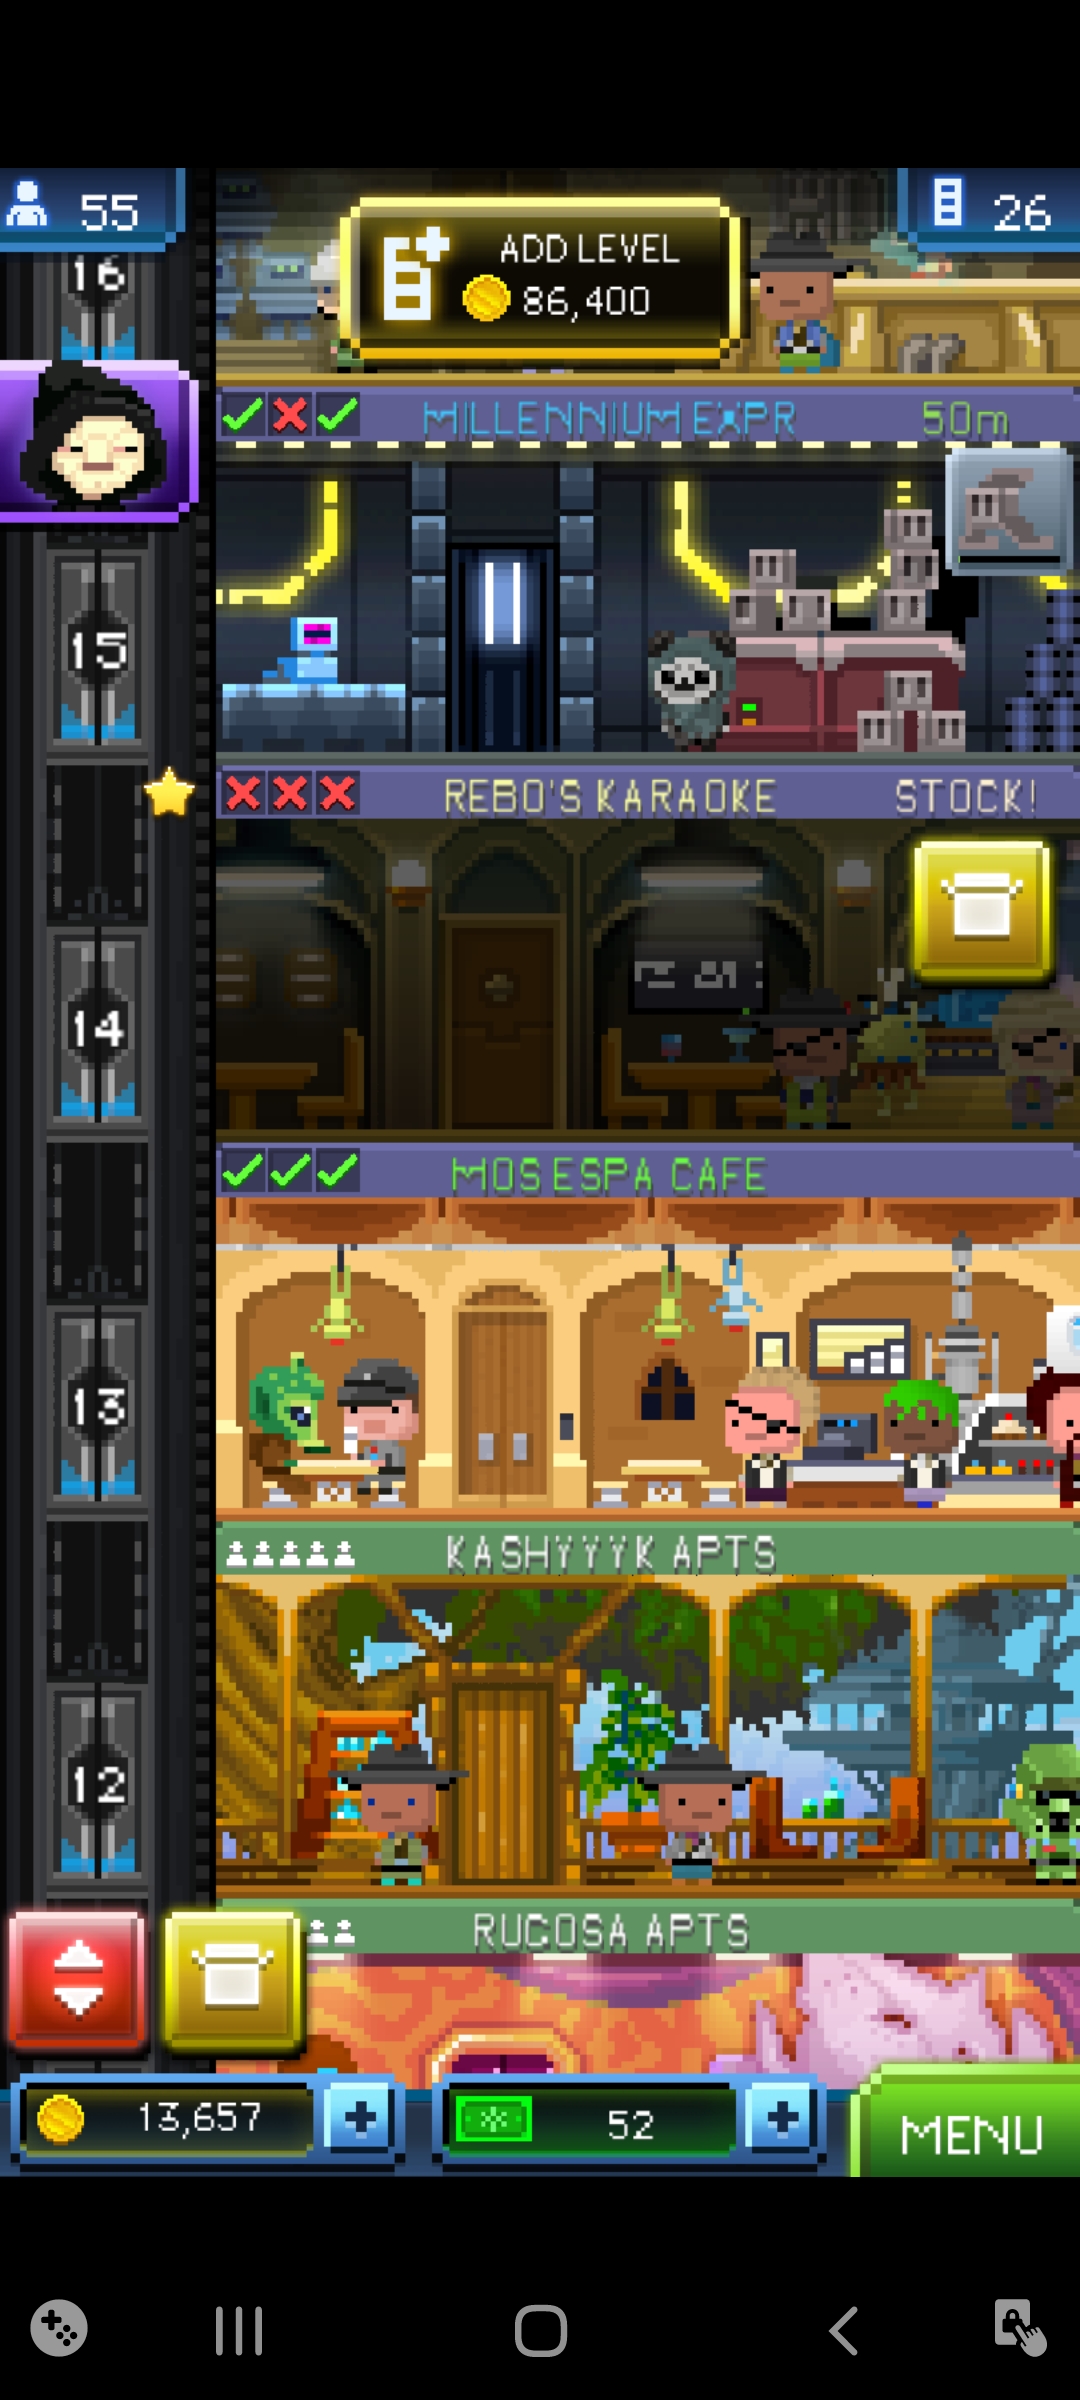 55
26
ADD LEVEL
86,400
16
MILLENNIUM EXPR
50m
15
REBO'S KARAOKE
STOCK!
14
MOS ESPA CAFE
13
KASHYYYK APTS
12
RUGOSA APTS
13,657
52
MENU